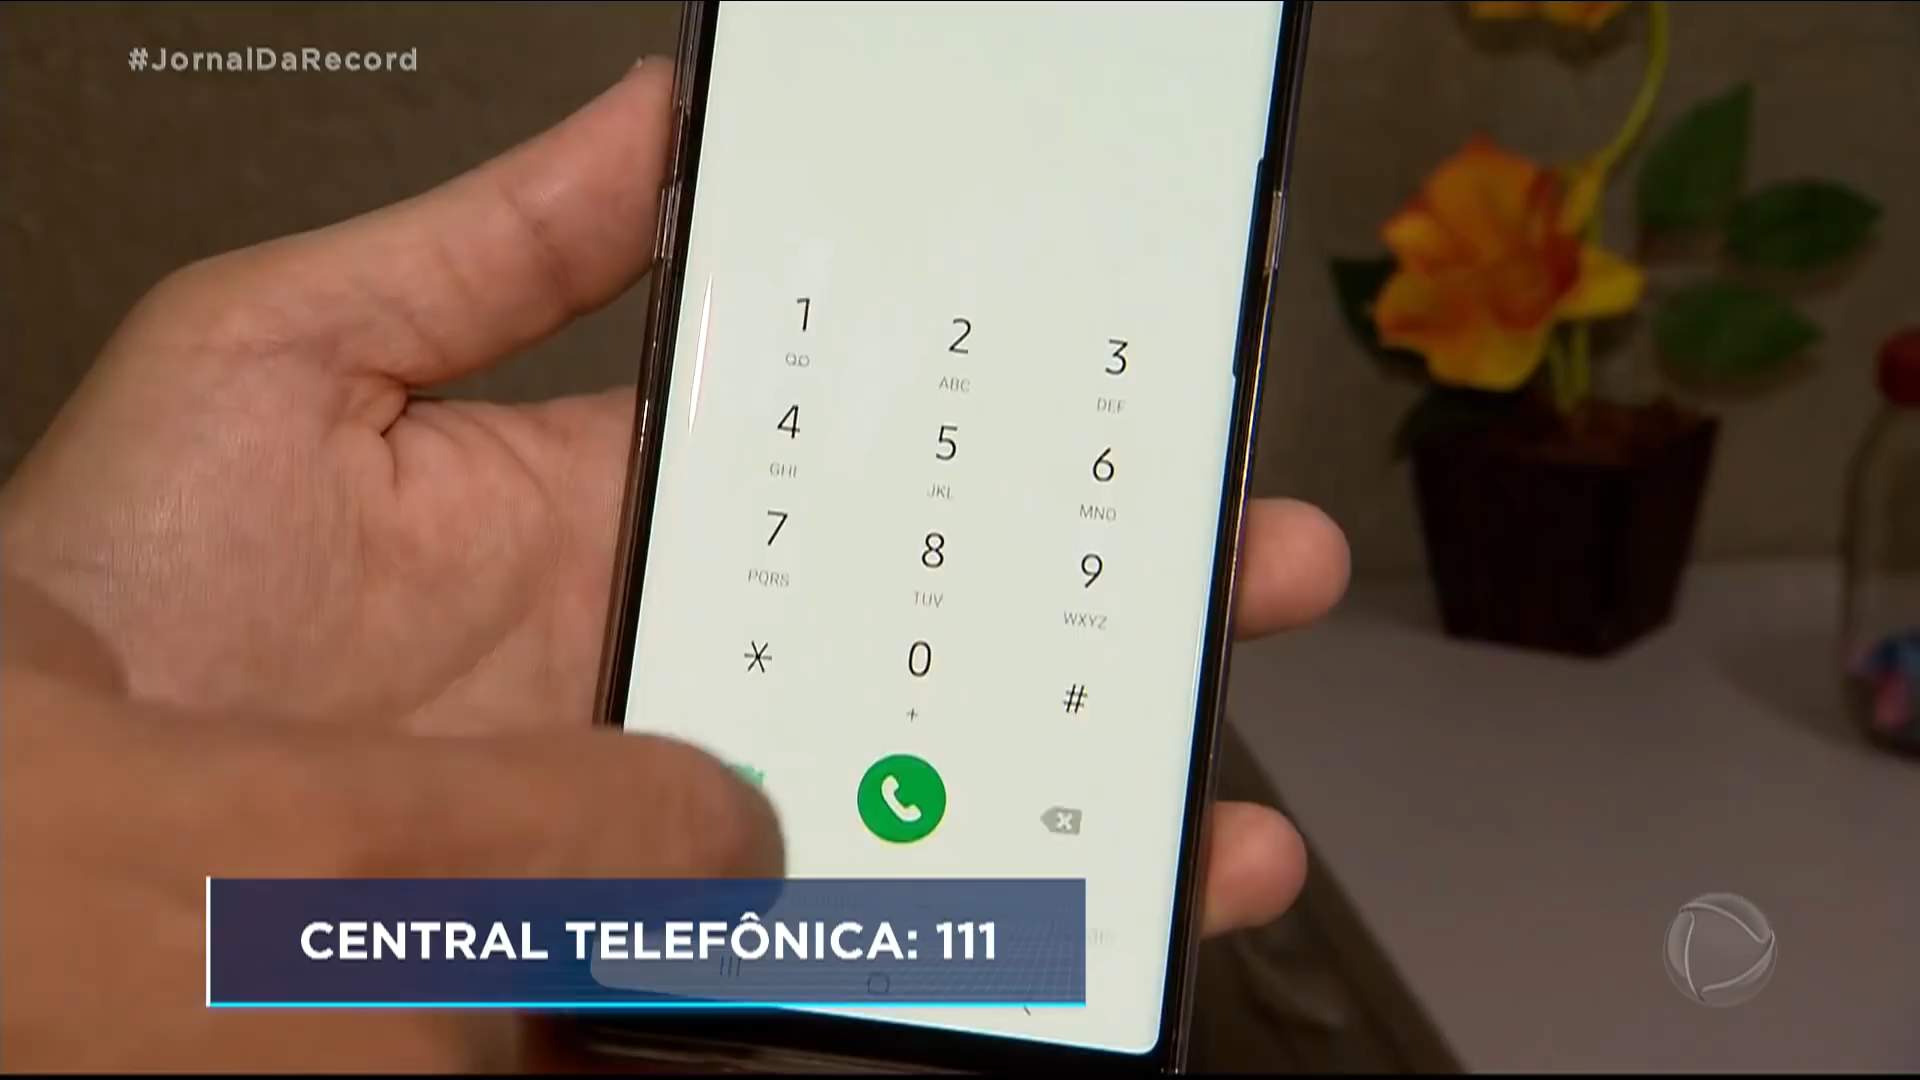 #JornalDaRecord
1
2
ABC
3
DEF
4
GHI
5
JKL
6
MNO
7
PQRS
8
TUV
9
WXYZ
*
0
+
#
CENTRAL TELEFÔNICA: 111